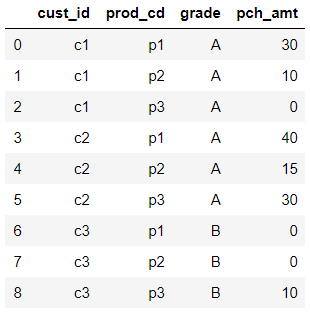 cust_id prod_cd grade pch_amt
0 c1 p1 A 30
1 c1 p2 A 10
2 c1 p3 A 0
3 c2 p1 A 40
4 c2 p2 A 15
5 c2 p3 A 30
6 c3 p1 B 0
7 c3 p2 B 0
8 c3 p3 B 10